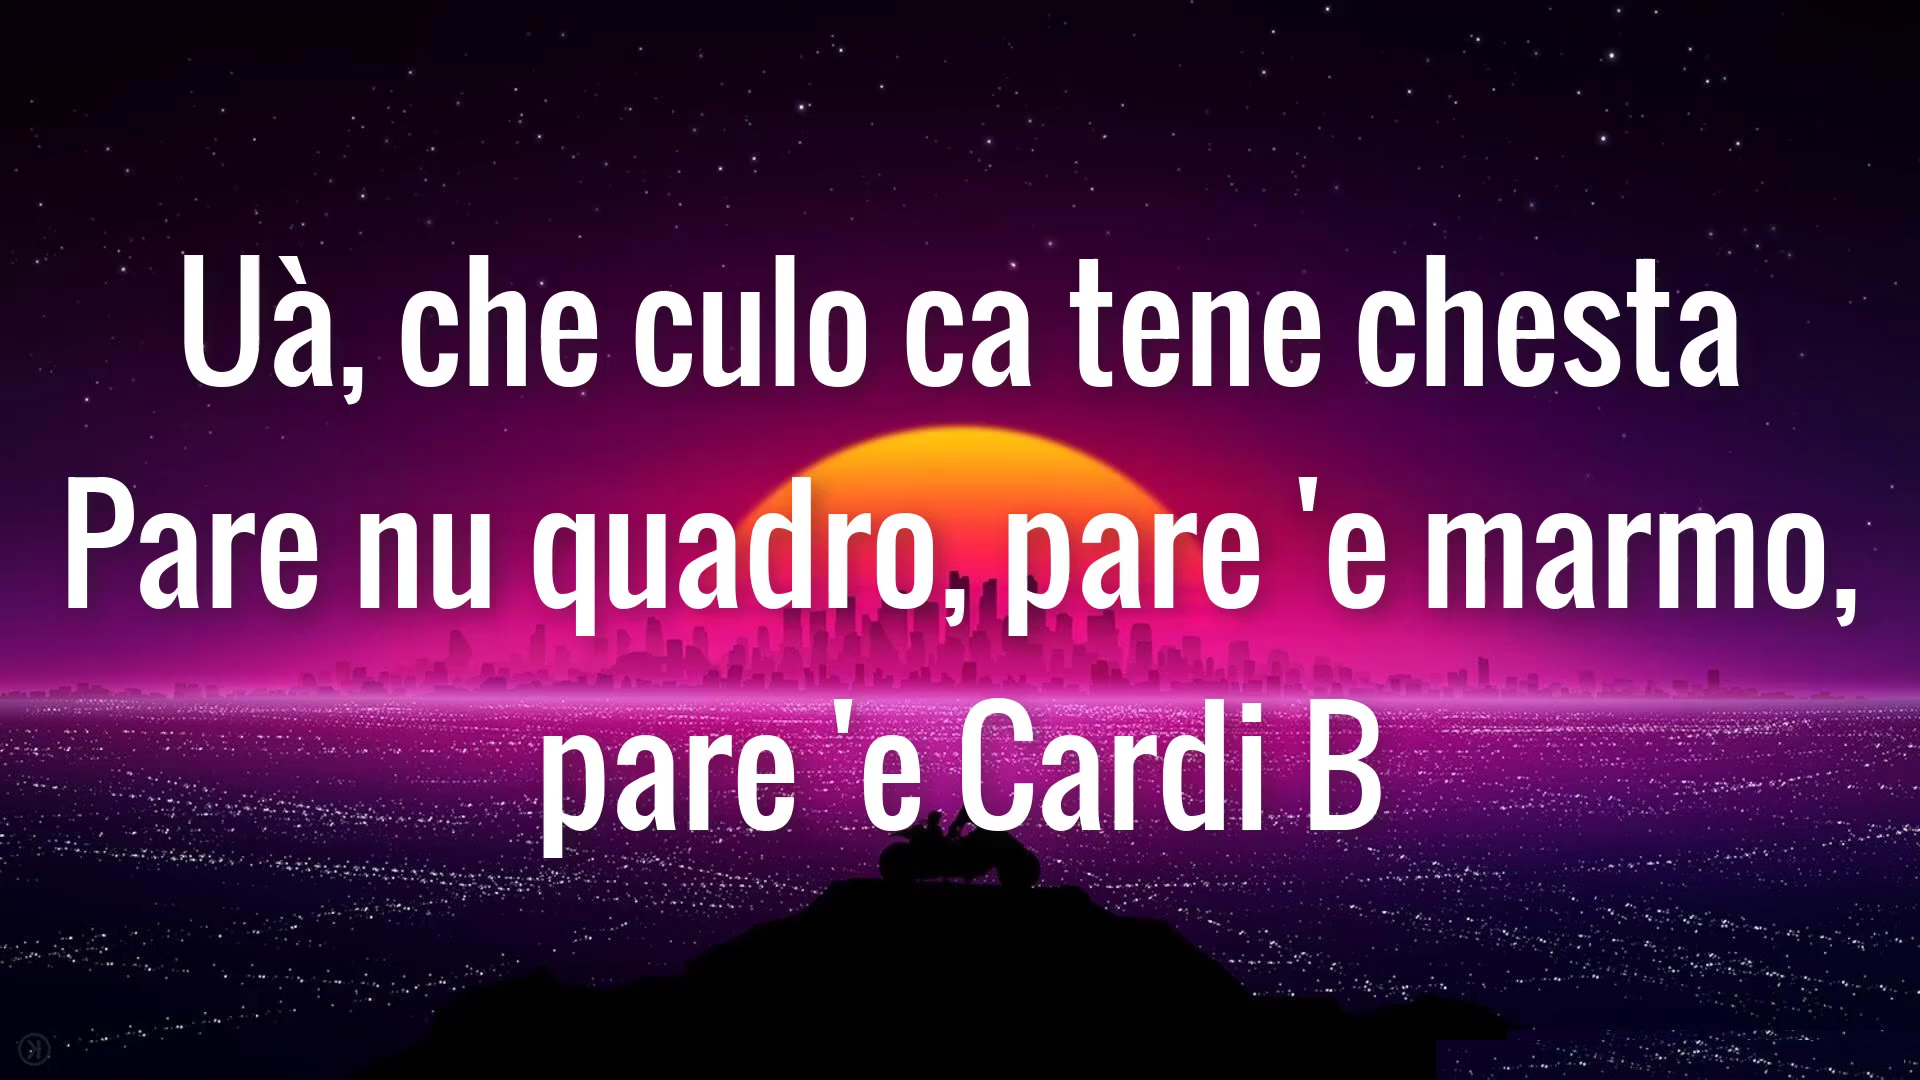 Uà, che culo ca tene chesta
Pare nu quadro, pare 'e marmo,
pare 'e Cardi B